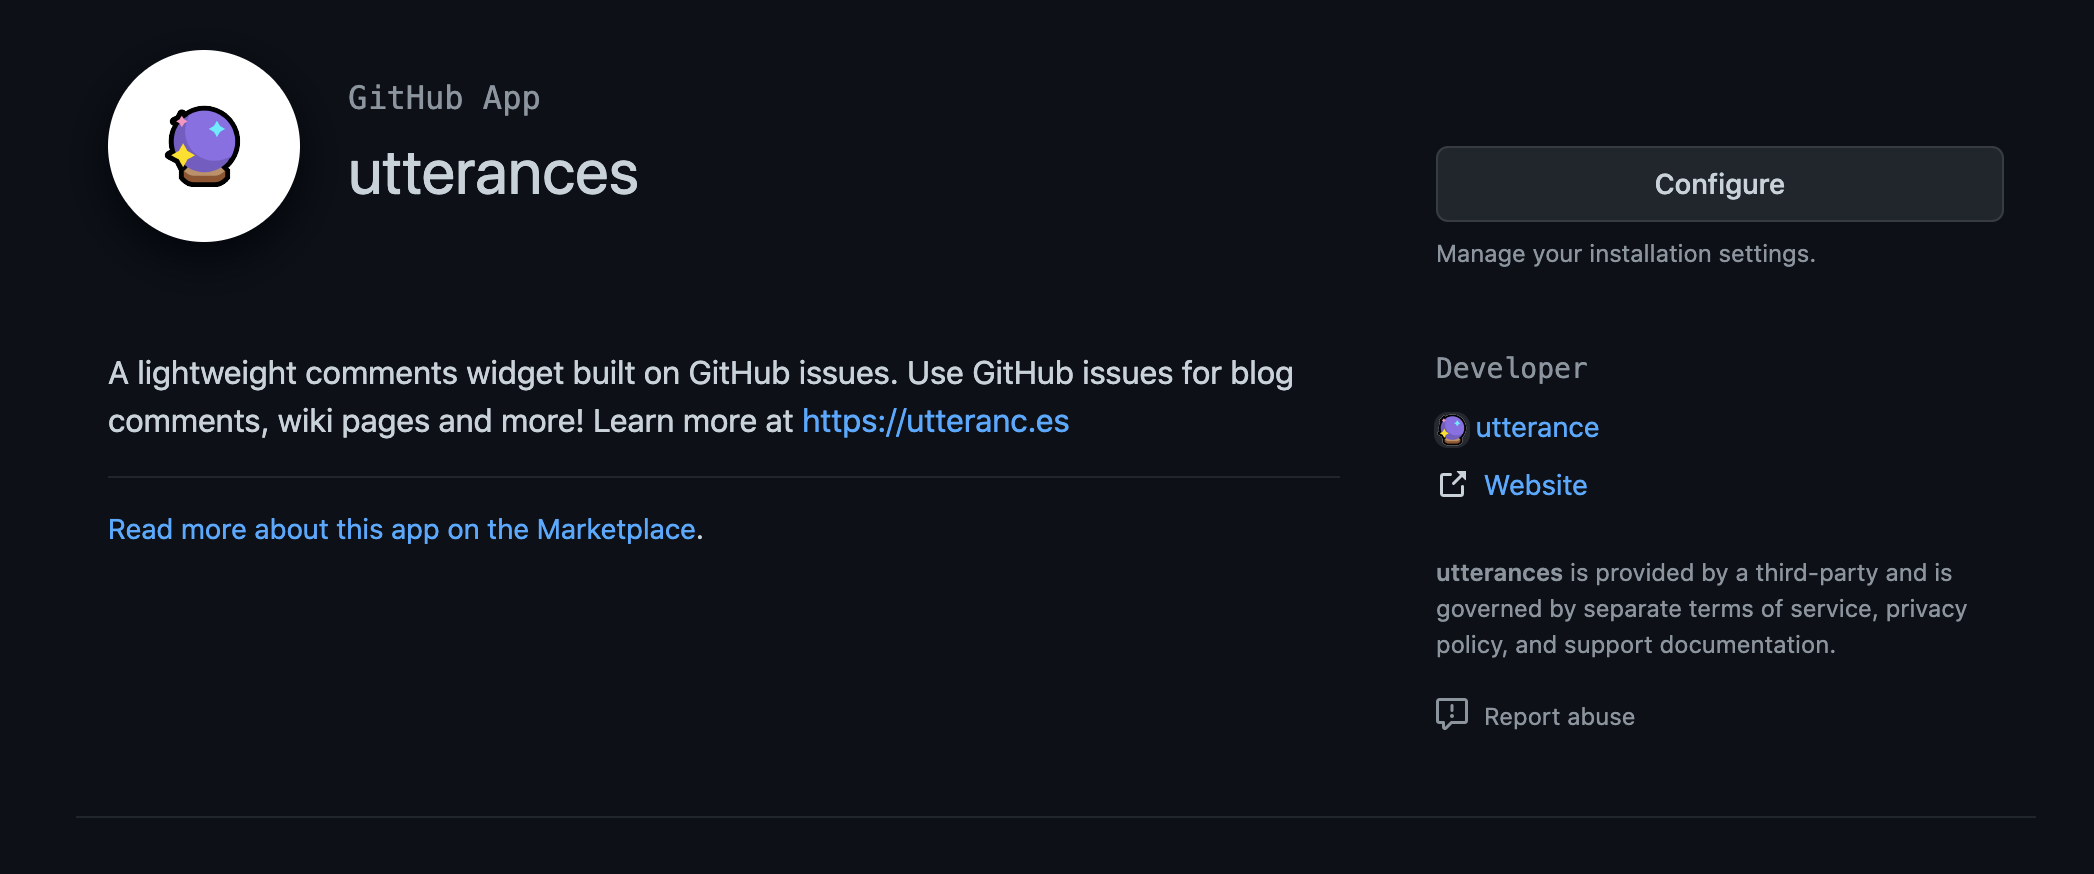 GitHub App
utterances
Configure
Manage your installation settings.
A lightweight comments widget built on GitHub issues. Use GitHub issues for blog
comments, wiki pages and more! Learn more at https://utteranc.es
Read more about this app on the Marketplace.
Developer
utterance
Website
utterances is provided by a third-party and is
governed by separate terms of service, privacy
policy, and support documentation.
Report abuse